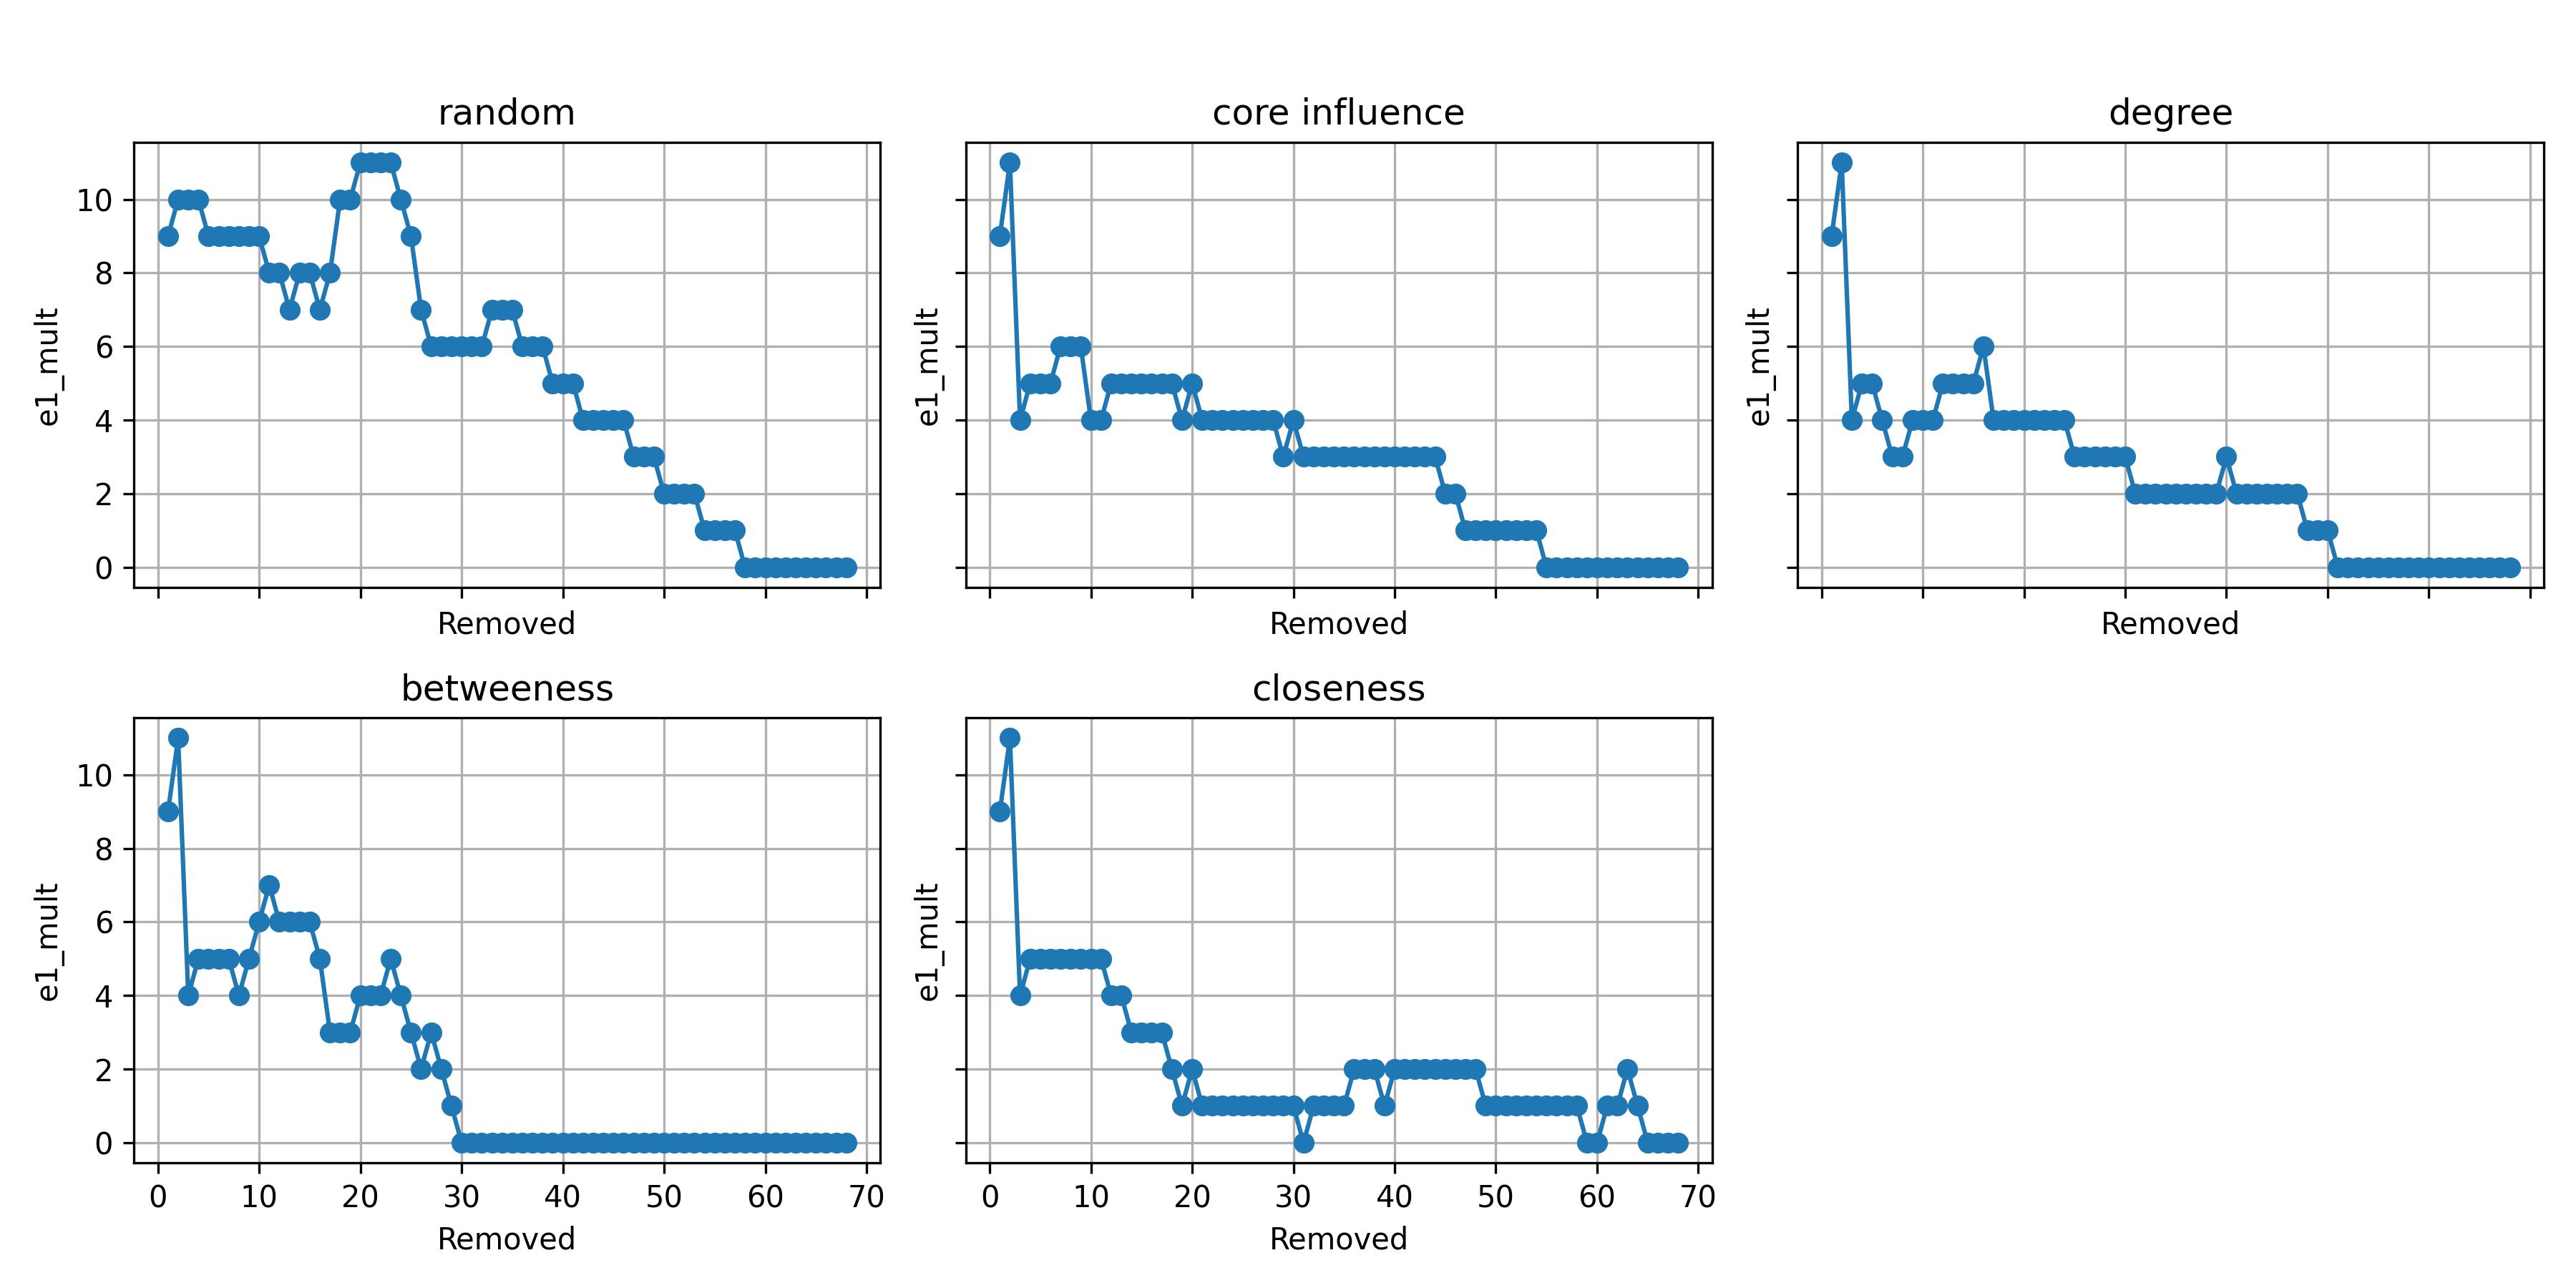 random
core influence
degree
10
8
6
4
2
0
e1_mult
e1_mult
e1_mult
Removed
Removed
Removed
betweeness
closeness
10
8
6
4
2
0
e1_mult
e1_mult
0 10 20 30 40 50 60 70
0 10 20 30 40 50 60 70
Removed
Removed